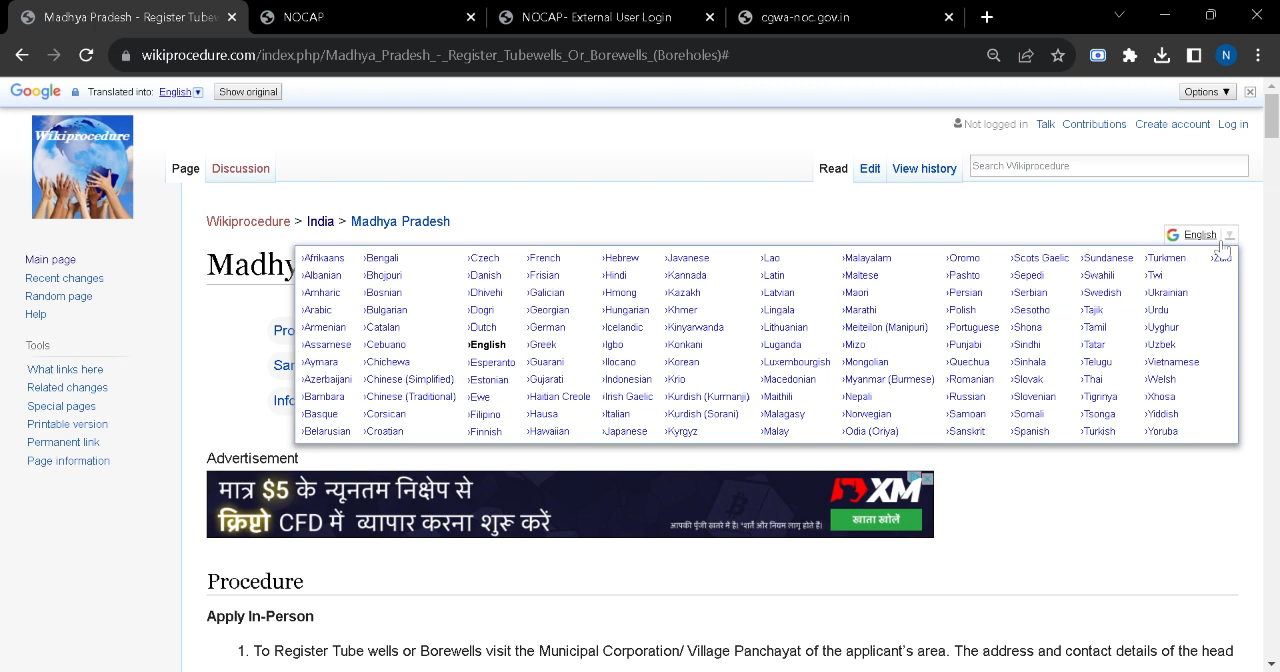 Madhya Pradesh - Register Tubew
NOCAP
NOCAP- External User Login
cgwa-noc.gov.in
wikiprocedure.com/index.php/Madhya_Pradesh_-_Register_Tubewells_Or_Borewells_(Boreholes)#
N
Google Translated into: English Show original Options ▼
Wikiprocedure
Not logged in Talk Contributions Create account Log in
Page Discussion Read Edit View history Search Wikiprocedure
Wikiprocedure > India > Madhya Pradesh
G English
Main page
Recent changes
Random page
Help
Tools
What links here
Related changes
Special pages
Printable version
Permanent link
Page information
Madhy
Pro
Sar
Info
›Afrikaans ›Bengali ›Czech ›French ›Hebrew ›Javanese ›Lao ›Malayalam ›Oromo ›Scots Gaelic ›Sundanese ›Turkmen ›Zulu
›Albanian ›Bhojpuri ›Danish ›Frisian ›Hindi ›Kannada ›Latin ›Maltese ›Pashto ›Sepedi ›Swahili ›Twi
›Amharic ›Bosnian ›Dhivehi ›Galician ›Hmong ›Kazakh ›Latvian ›Maori ›Persian ›Serbian ›Swedish ›Ukrainian
›Arabic ›Bulgarian ›Dogri ›Georgian ›Hungarian ›Khmer ›Lingala ›Marathi ›Polish ›Sesotho ›Tajik ›Urdu
›Armenian ›Catalan ›Dutch ›German ›Icelandic ›Kinyarwanda ›Lithuanian ›Meiteilon (Manipuri) ›Portuguese ›Shona ›Tamil ›Uyghur
›Assamese ›Cebuano ›English ›Greek ›Igbo ›Konkani ›Luganda ›Mizo ›Punjabi ›Sindhi ›Tatar ›Uzbek
›Aymara ›Chichewa ›Esperanto ›Guarani ›Ilocano ›Korean ›Luxembourgish ›Mongolian ›Quechua ›Sinhala ›Telugu ›Vietnamese
›Azerbaijani ›Chinese (Simplified) ›Estonian ›Gujarati ›Indonesian ›Krio ›Macedonian ›Myanmar (Burmese) ›Romanian ›Slovak ›Thai ›Welsh
›Bambara ›Chinese (Traditional) ›Ewe ›Haitian Creole ›Irish Gaelic ›Kurdish (Kurmanji) ›Maithili ›Nepali ›Russian ›Slovenian ›Tigrinya ›Xhosa
›Basque ›Corsican ›Filipino ›Hausa ›Italian ›Kurdish (Sorani) ›Malagasy ›Norwegian ›Samoan ›Somali ›Tsonga ›Yiddish
›Belarusian ›Croatian ›Finnish ›Hawaiian ›Japanese ›Kyrgyz ›Malay ›Odia (Oriya) ›Sanskrit ›Spanish ›Turkish ›Yoruba
Advertisement
मात्र $5 के न्यूनतम निक्षेप से
क्रिप्टो CFD में व्यापार करना शुरू करें
आपकी पूँजी खतरे में है। *शर्तें और नियम लागू होते हैं।
XM
खाता खोलें
Procedure
Apply In-Person
1. To Register Tube wells or Borewells visit the Municipal Corporation/ Village Panchayat of the applicant's area. The address and contact details of the head